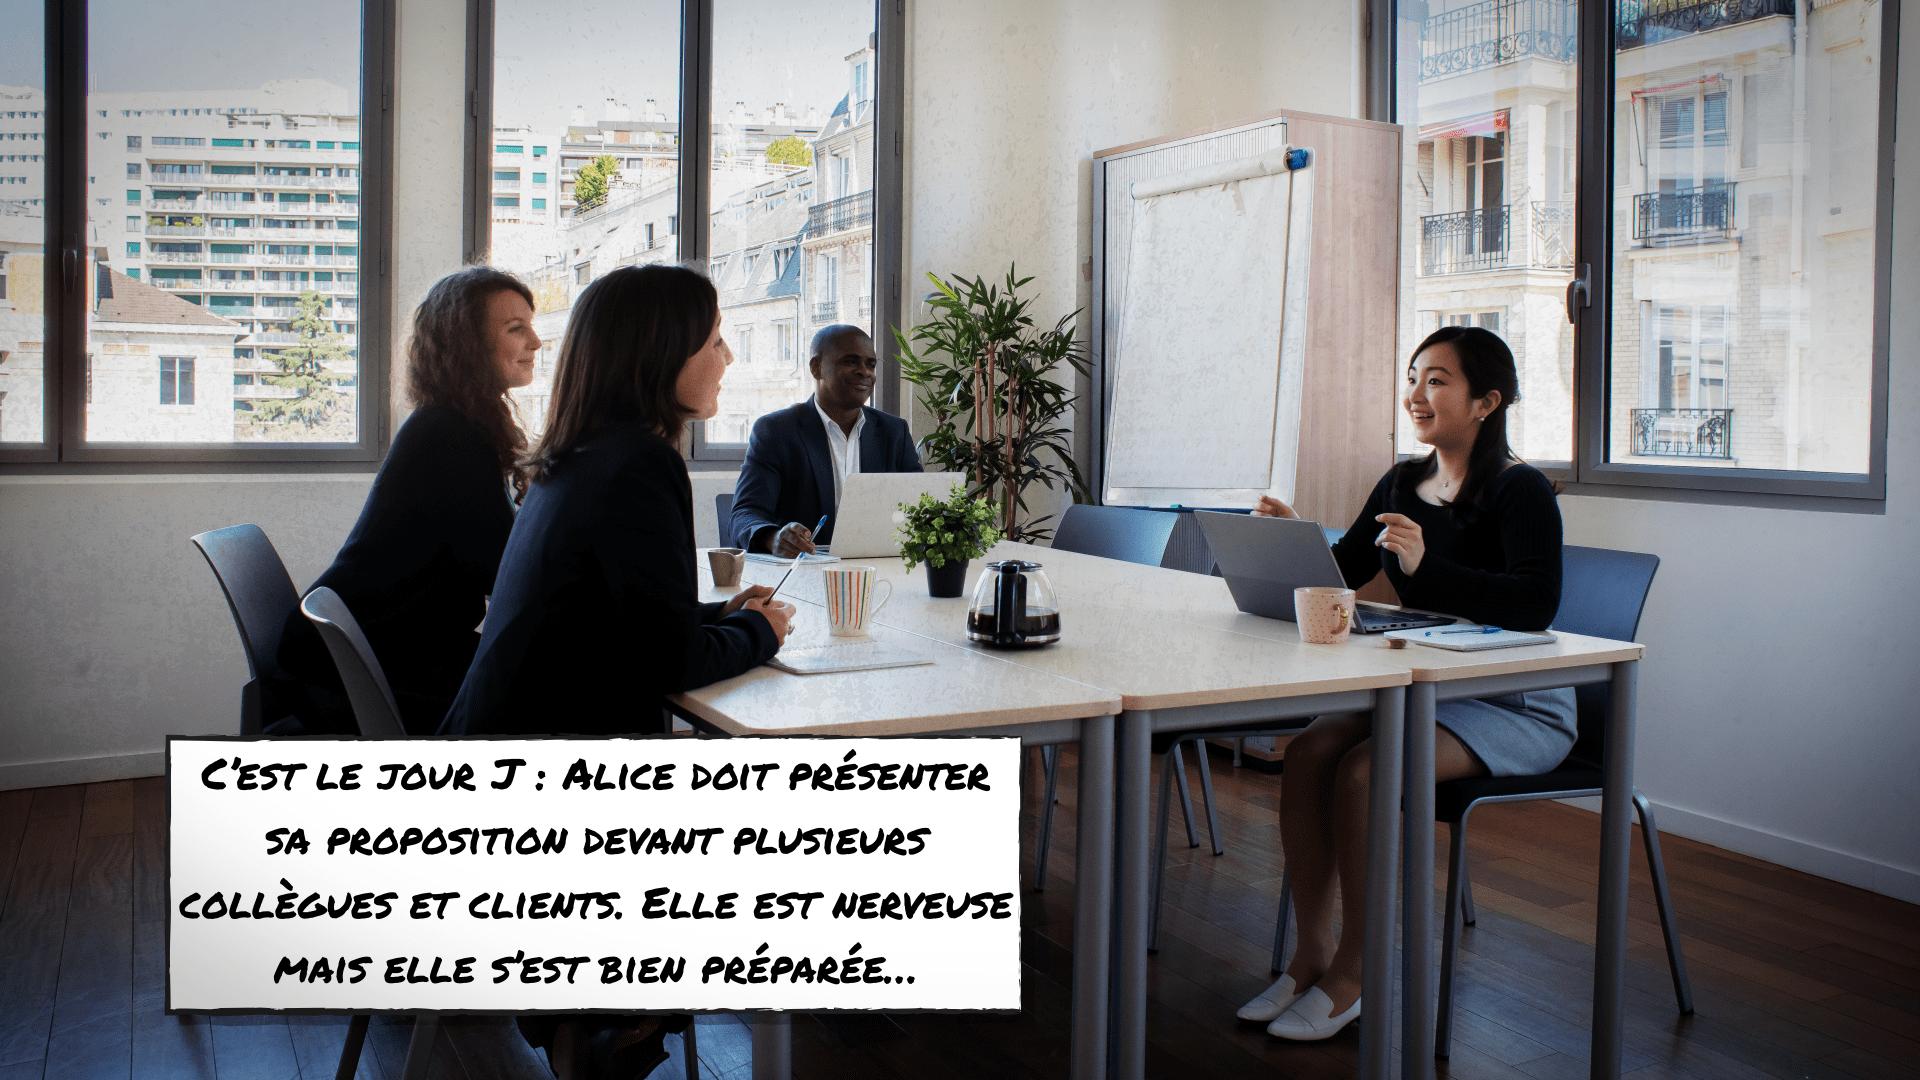 C'est le jour J : Alice doit présenter
sa proposition devant plusieurs
collègues et clients. Elle est nerveuse
mais elle s'est bien préparée...